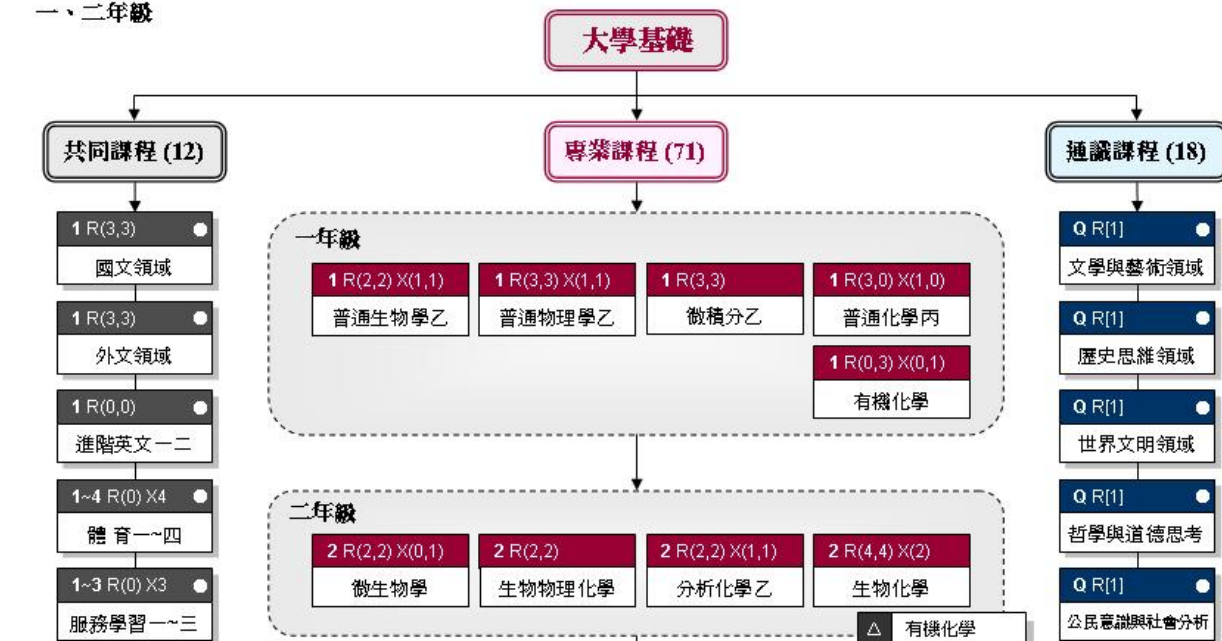 一、二年級
大學基礎
共同課程 (12)
專業課程 (71)
通識課程 (18)
1 R(3,3)
國文領域
1 R(3,3)
外文領域
1 R(0,0)
進階英文一二
1~4 R(0) X4
體 育一~四
1~3 R(0) X3
服務學習一~三
一年級
1 R(2,2) X(1,1)
普通生物學乙
1 R(3,3) X(1,1)
普通物理學乙
1 R(3,3)
微積分乙
1 R(3,0) X(1,0)
普通化學丙
1 R(0,3) X(0,1)
有機化學
二年級
2 R(2,2) X(0,1)
微生物學
2 R(2,2)
生物物理化學
2 R(2,2) X(1,1)
分析化學乙
2 R(4,4) X(2)
生物化學
△ 有機化學
Q R[1]
文學與藝術領域
Q R[1]
歷史思維領域
Q R[1]
世界文明領域
Q R[1]
哲學與道德思考
Q R[1]
公民意識與社會分析